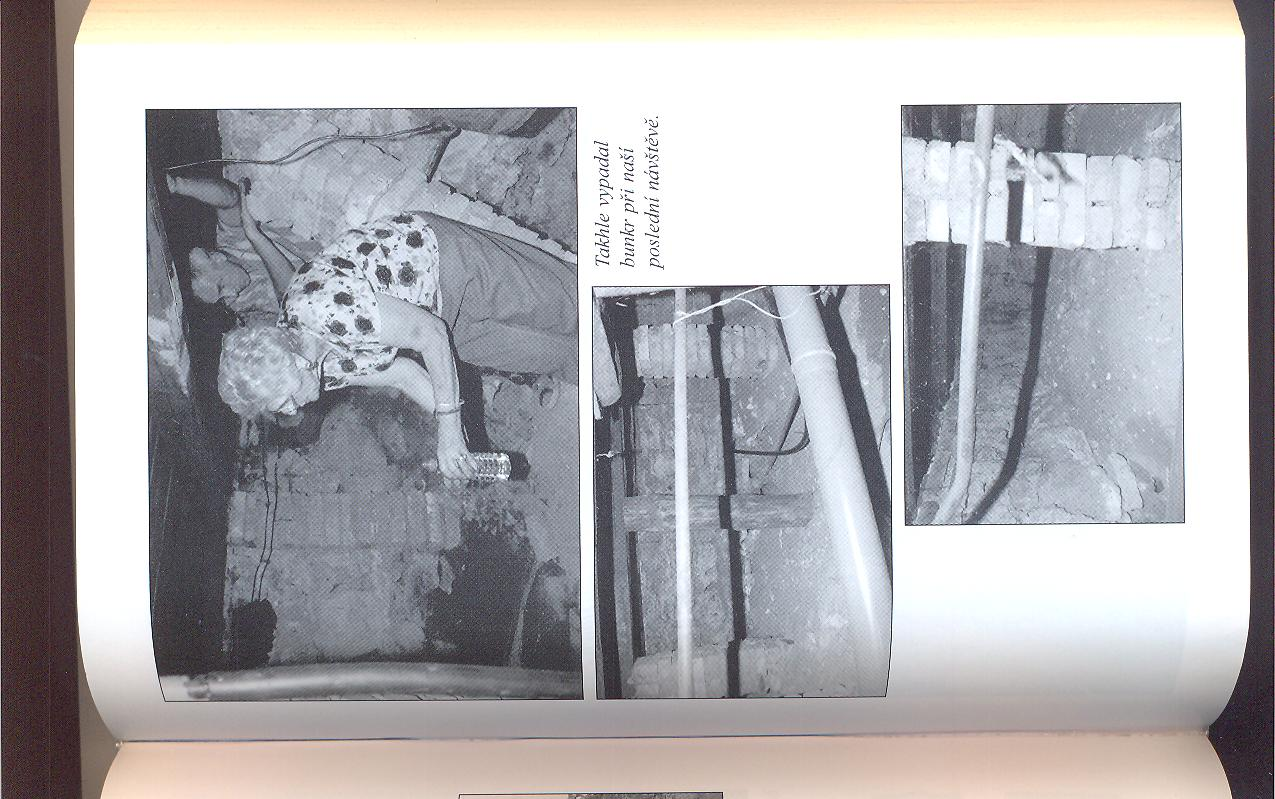 Takhle vypadal
bunkr při naší
poslední návštěvě.